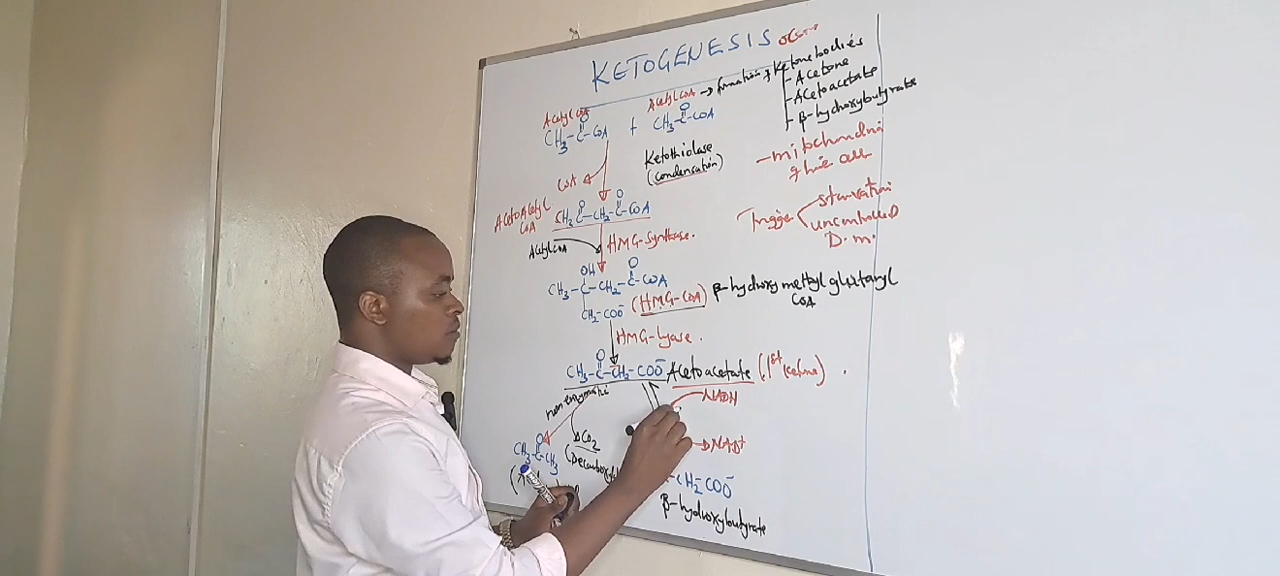 KETOGENESIS
Acetyl CoA → formation of Ketone bodies
- Acetone
- Acetoacetate
- β-hydroxybutyrate
Acetyl CoA
O O
CH3-C-CoA + CH3-C-CoA
Ketothiolase
(condensation)
CoA
- mitochondria
of
AcetoAcetyl
CoA
O O
CH2 C-CH2-C-CoA
Trigger
starvation
uncontrolled
D.m.
Acetyl CoA
HMG-Synthase.
OH O
CH3-C-CH2-C-CoA
CH2-COO⁻ (HMG-CoA) β-hydroxy methyl glutaryl
CoA
HMG-lyase.
O
CH3-C-CH2-COO⁻ Acetoacetate (1st ketone) .
non enzymatic
NADH
O
CH3-C-CH3
CO2
NAD+
CH2-COO⁻
β-hydroxybutyrate